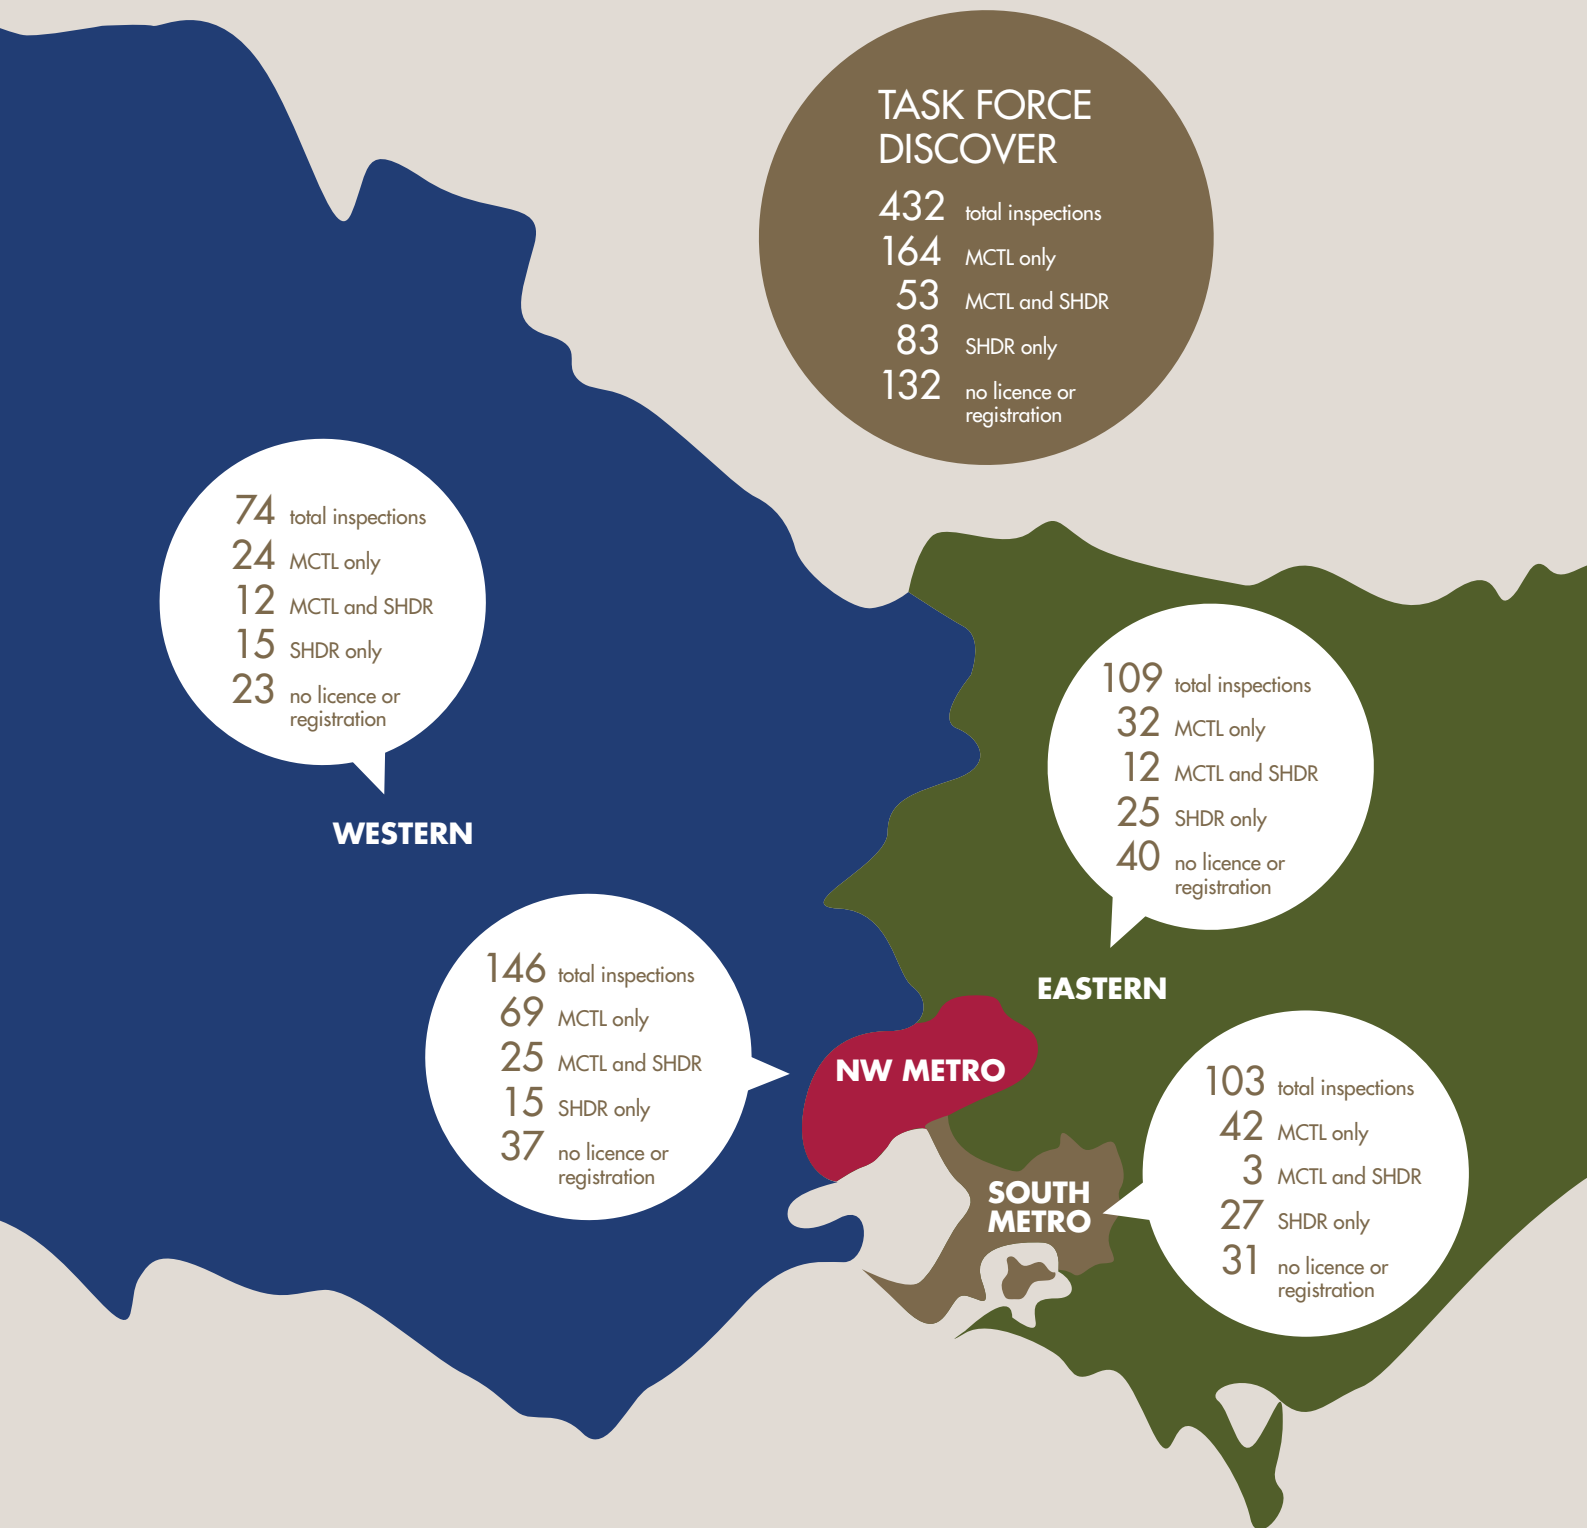 TASK FORCE
DISCOVER
432 total inspections
164 MCTL only
53 MCTL and SHDR
83 SHDR only
132 no licence or
registration
74 total inspections
24 MCTL only
12 MCTL and SHDR
15 SHDR only
23 no licence or
registration
WESTERN
109 total inspections
32 MCTL only
12 MCTL and SHDR
25 SHDR only
40 no licence or
registration
EASTERN
146 total inspections
69 MCTL only
25 MCTL and SHDR
15 SHDR only
37 no licence or
registration
NW METRO
103 total inspections
42 MCTL only
3 MCTL and SHDR
27 SHDR only
31 no licence or
registration
SOUTH
METRO